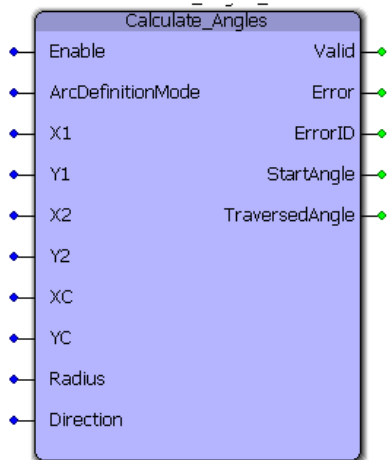 Calculate_Angles
Enable Valid
ArcDefinitionMode Error
X1 ErrorID
Y1 StartAngle
X2 TraversedAngle
Y2
XC
YC
Radius
Direction